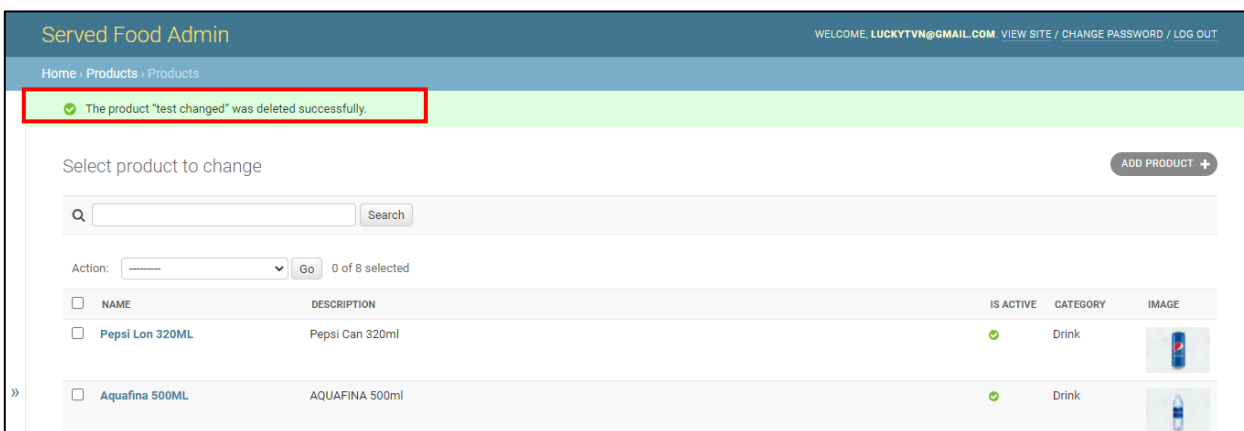 Served Food Admin
WELCOME, LUCKYTVN@GMAIL.COM. VIEW SITE / CHANGE PASSWORD / LOG OUT
Home › Products › Products
The product “test changed” was deleted successfully.
Select product to change
ADD PRODUCT +
Search
Action: --------- Go 0 of 8 selected
NAME DESCRIPTION IS ACTIVE CATEGORY IMAGE
Pepsi Lon 320ML Pepsi Can 320ml Drink
»
Aquafina 500ML AQUAFINA 500ml Drink